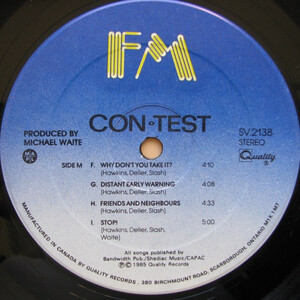 FM
CON•TEST
PRODUCED BY
MICHAEL WAITE
SV.2138
STEREO
Quality
SIDE M
F. WHY DON'T YOU TAKE IT? 4:10
(Hawkins, Deller, Slash)
G. DISTANT EARLY WARNING 4:08
(Hawkins, Deller, Slash)
H. FRIENDS AND NEIGHBOURS 4:33
(Hawkins, Deller, Slash)
I. STOP! 5:00
(Hawkins, Deller, Slash,
Waite)
All songs published by
Bandwidth Pub./Shediac Music/CAPAC
℗© 1985 Quality Records
MANUFACTURED IN CANADA BY QUALITY RECORDS • 380 BIRCHMOUNT ROAD, SCARBOROUGH, ONTARIO M1K 1M7